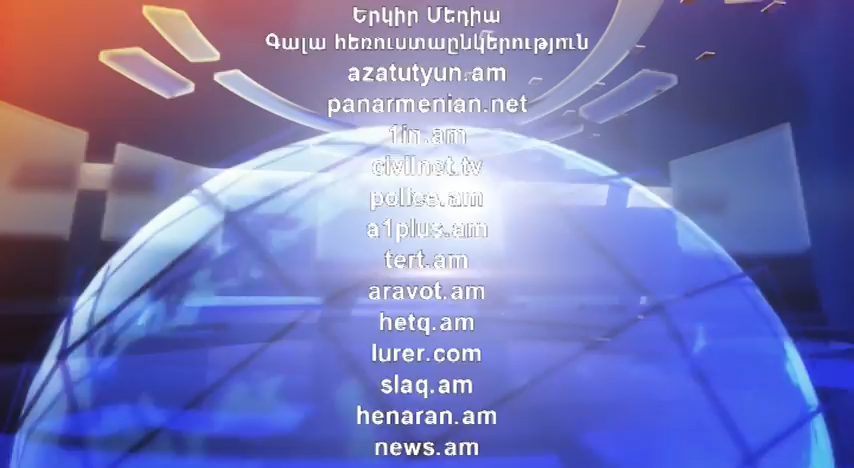 Երկիր Մեդիա
Գալա հեռուստաընկերություն
azatutyun.am
panarmenian.net
1in.am
civilnet.tv
police.am
a1plus.am
tert.am
aravot.am
hetq.am
lurer.com
slaq.am
henaran.am
news.am